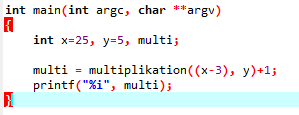 int main(int argc, char **argv)
{
int x=25, y=5, multi;
multi = multiplikation((x-3), y)+1;
printf("%i", multi);
}